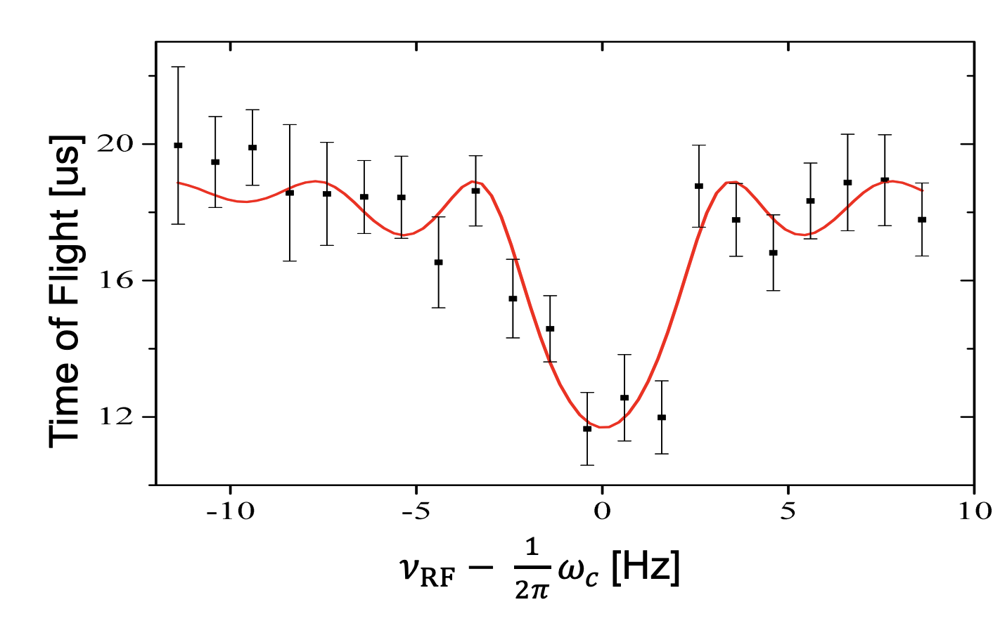 Time of Flight [us]
20
16
12
-10 -5 0 5 10
𝜈RF − 1/2π ω𝑐 [Hz]